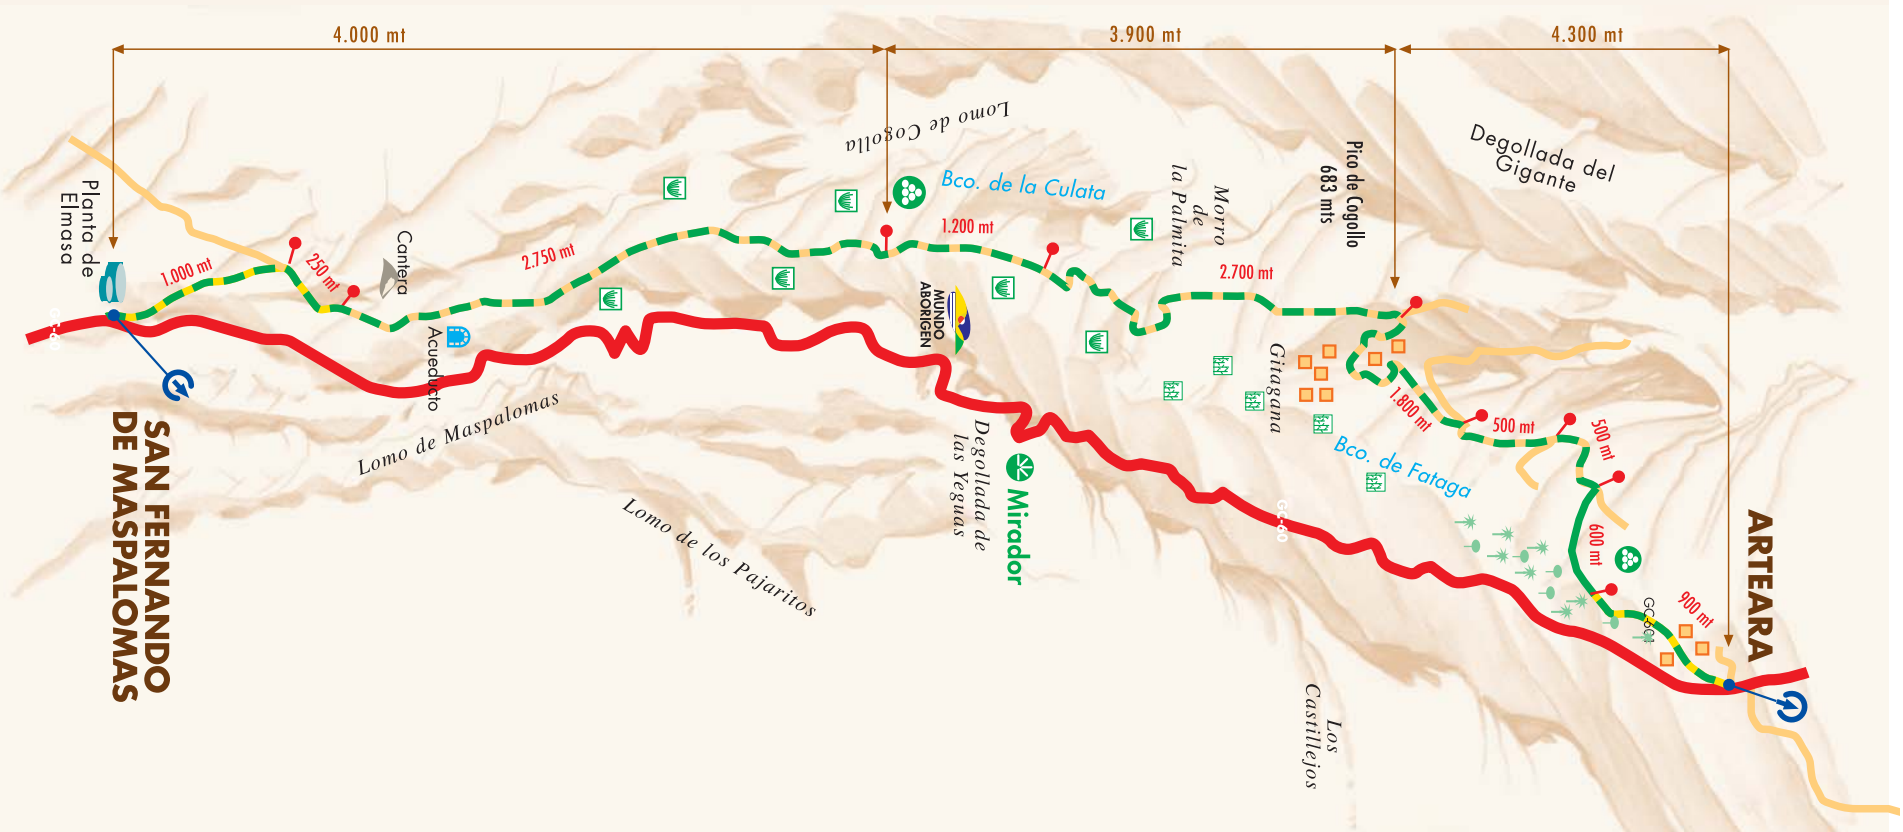 4.000 mt
3.900 mt
4.300 mt
Lomo de Cogolla
Degollada del
Gigante
Pico de Cogollo
683 mts
Bco. de la Culata
Morro
de
la Palmita
Planta de
Elmasa
1.000 mt
250 mt
Cantera
2.750 mt
1.200 mt
2.700 mt
MUNDO
ABORIGEN
Acueducto
GC-60
Gitagana
1.800 mt
500 mt
500 mt
Bco. de Fataga
Lomo de Maspalomas
SAN FERNANDO
DE MASPALOMAS
Degollada de
las Yeguas
Mirador
Lomo de los Pajaritos
GC-60
600 mt
GC-601
900 mt
ARTEARA
Los
Castillejos